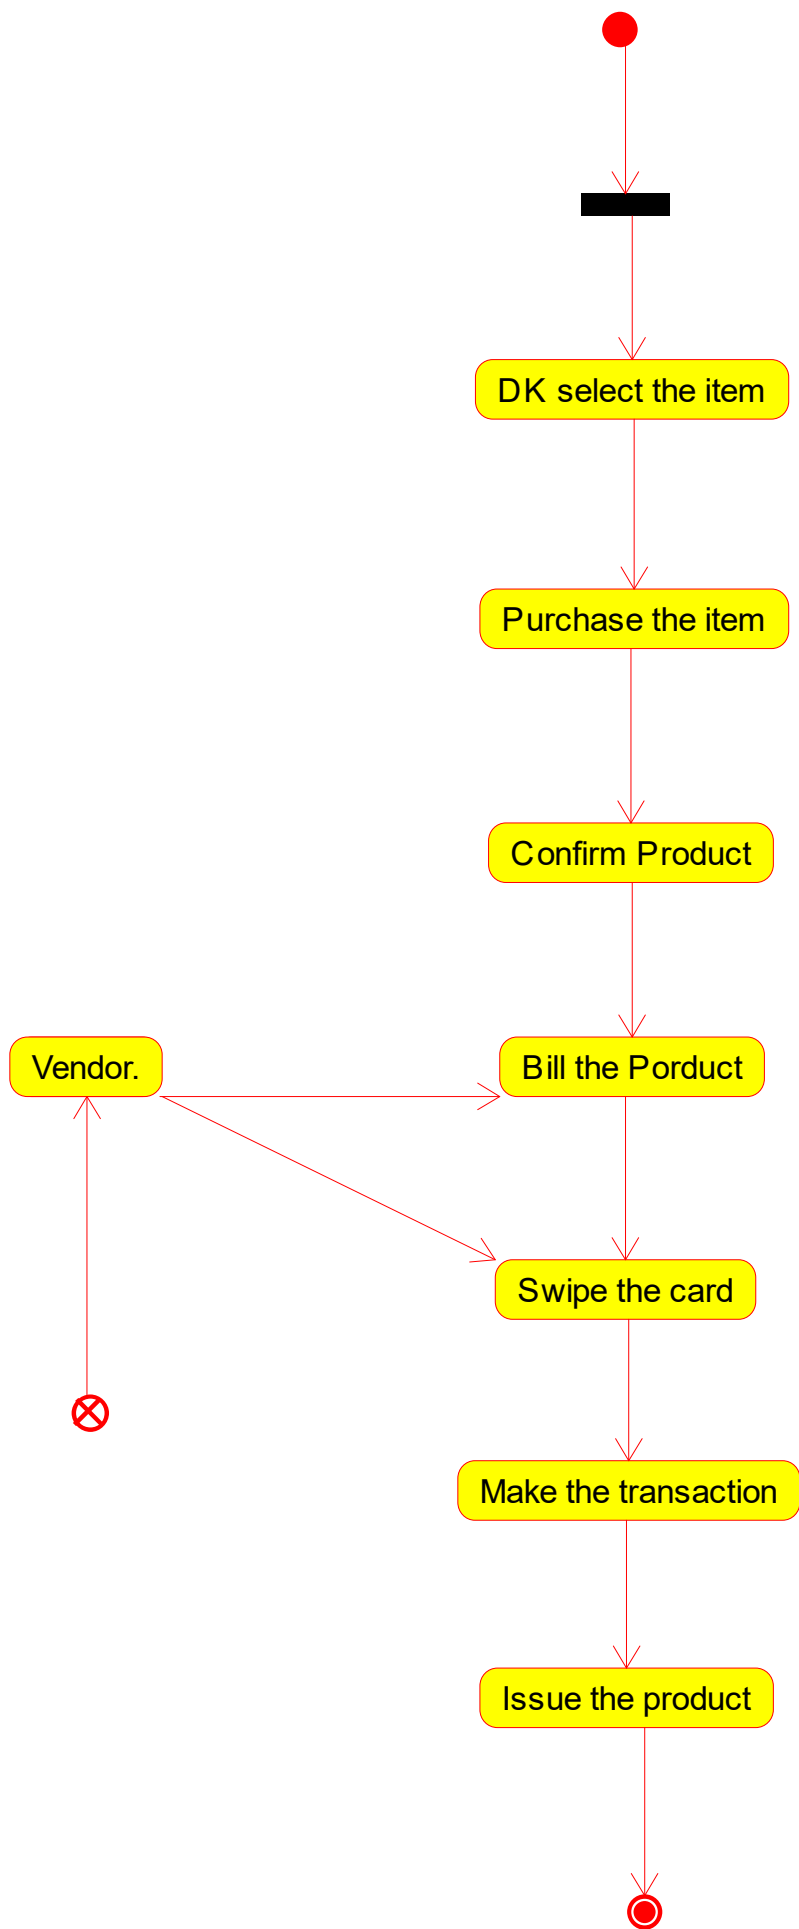 DK select the item
Purchase the item
Confirm Product
Vendor.
Bill the Porduct
Swipe the card
Make the transaction
Issue the product